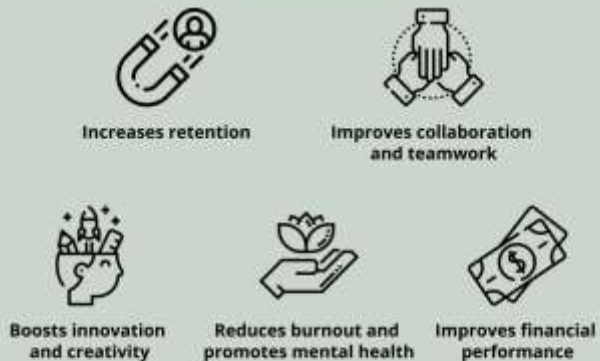 Increases retention
Improves collaboration
and teamwork
Boosts innovation
and creativity
Reduces burnout and
promotes mental health
Improves financial
performance